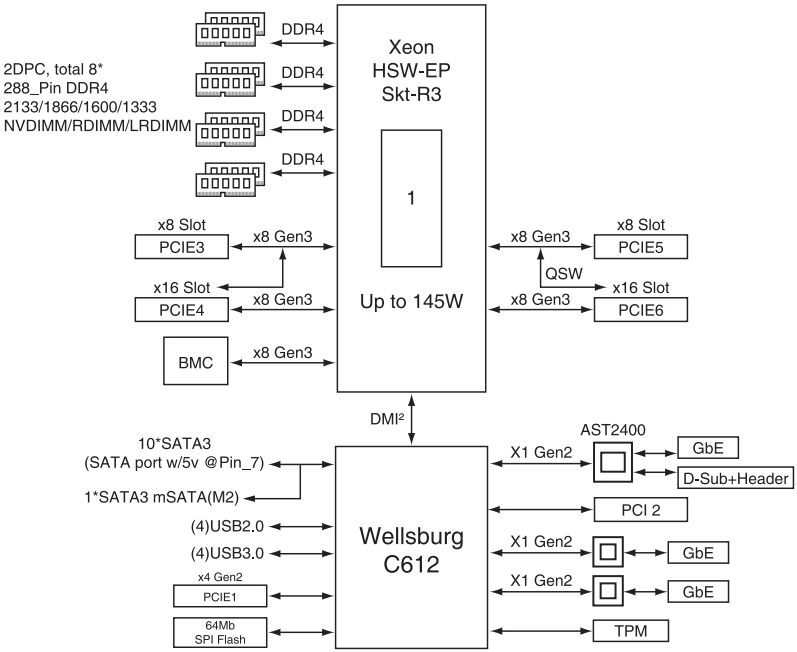 DDR4
DDR4
DDR4
DDR4
2DPC, total 8*
288_Pin DDR4
2133/1866/1600/1333
NVDIMM/RDIMM/LRDIMM
Xeon
HSW-EP
Skt-R3
1
Up to 145W
x8 Slot
PCIE3
x8 Gen3
x16 Slot
PCIE4
x8 Gen3
BMC
x8 Gen3
x8 Gen3
x8 Slot
PCIE5
QSW
x16 Slot
x8 Gen3
PCIE6
DMI²
10*SATA3
(SATA port w/5v @Pin_7)
1*SATA3 mSATA(M2)
(4)USB2.0
(4)USB3.0
x4 Gen2
PCIE1
64Mb
SPI Flash
Wellsburg
C612
X1 Gen2
AST2400
GbE
D-Sub+Header
PCI 2
X1 Gen2
GbE
X1 Gen2
GbE
TPM